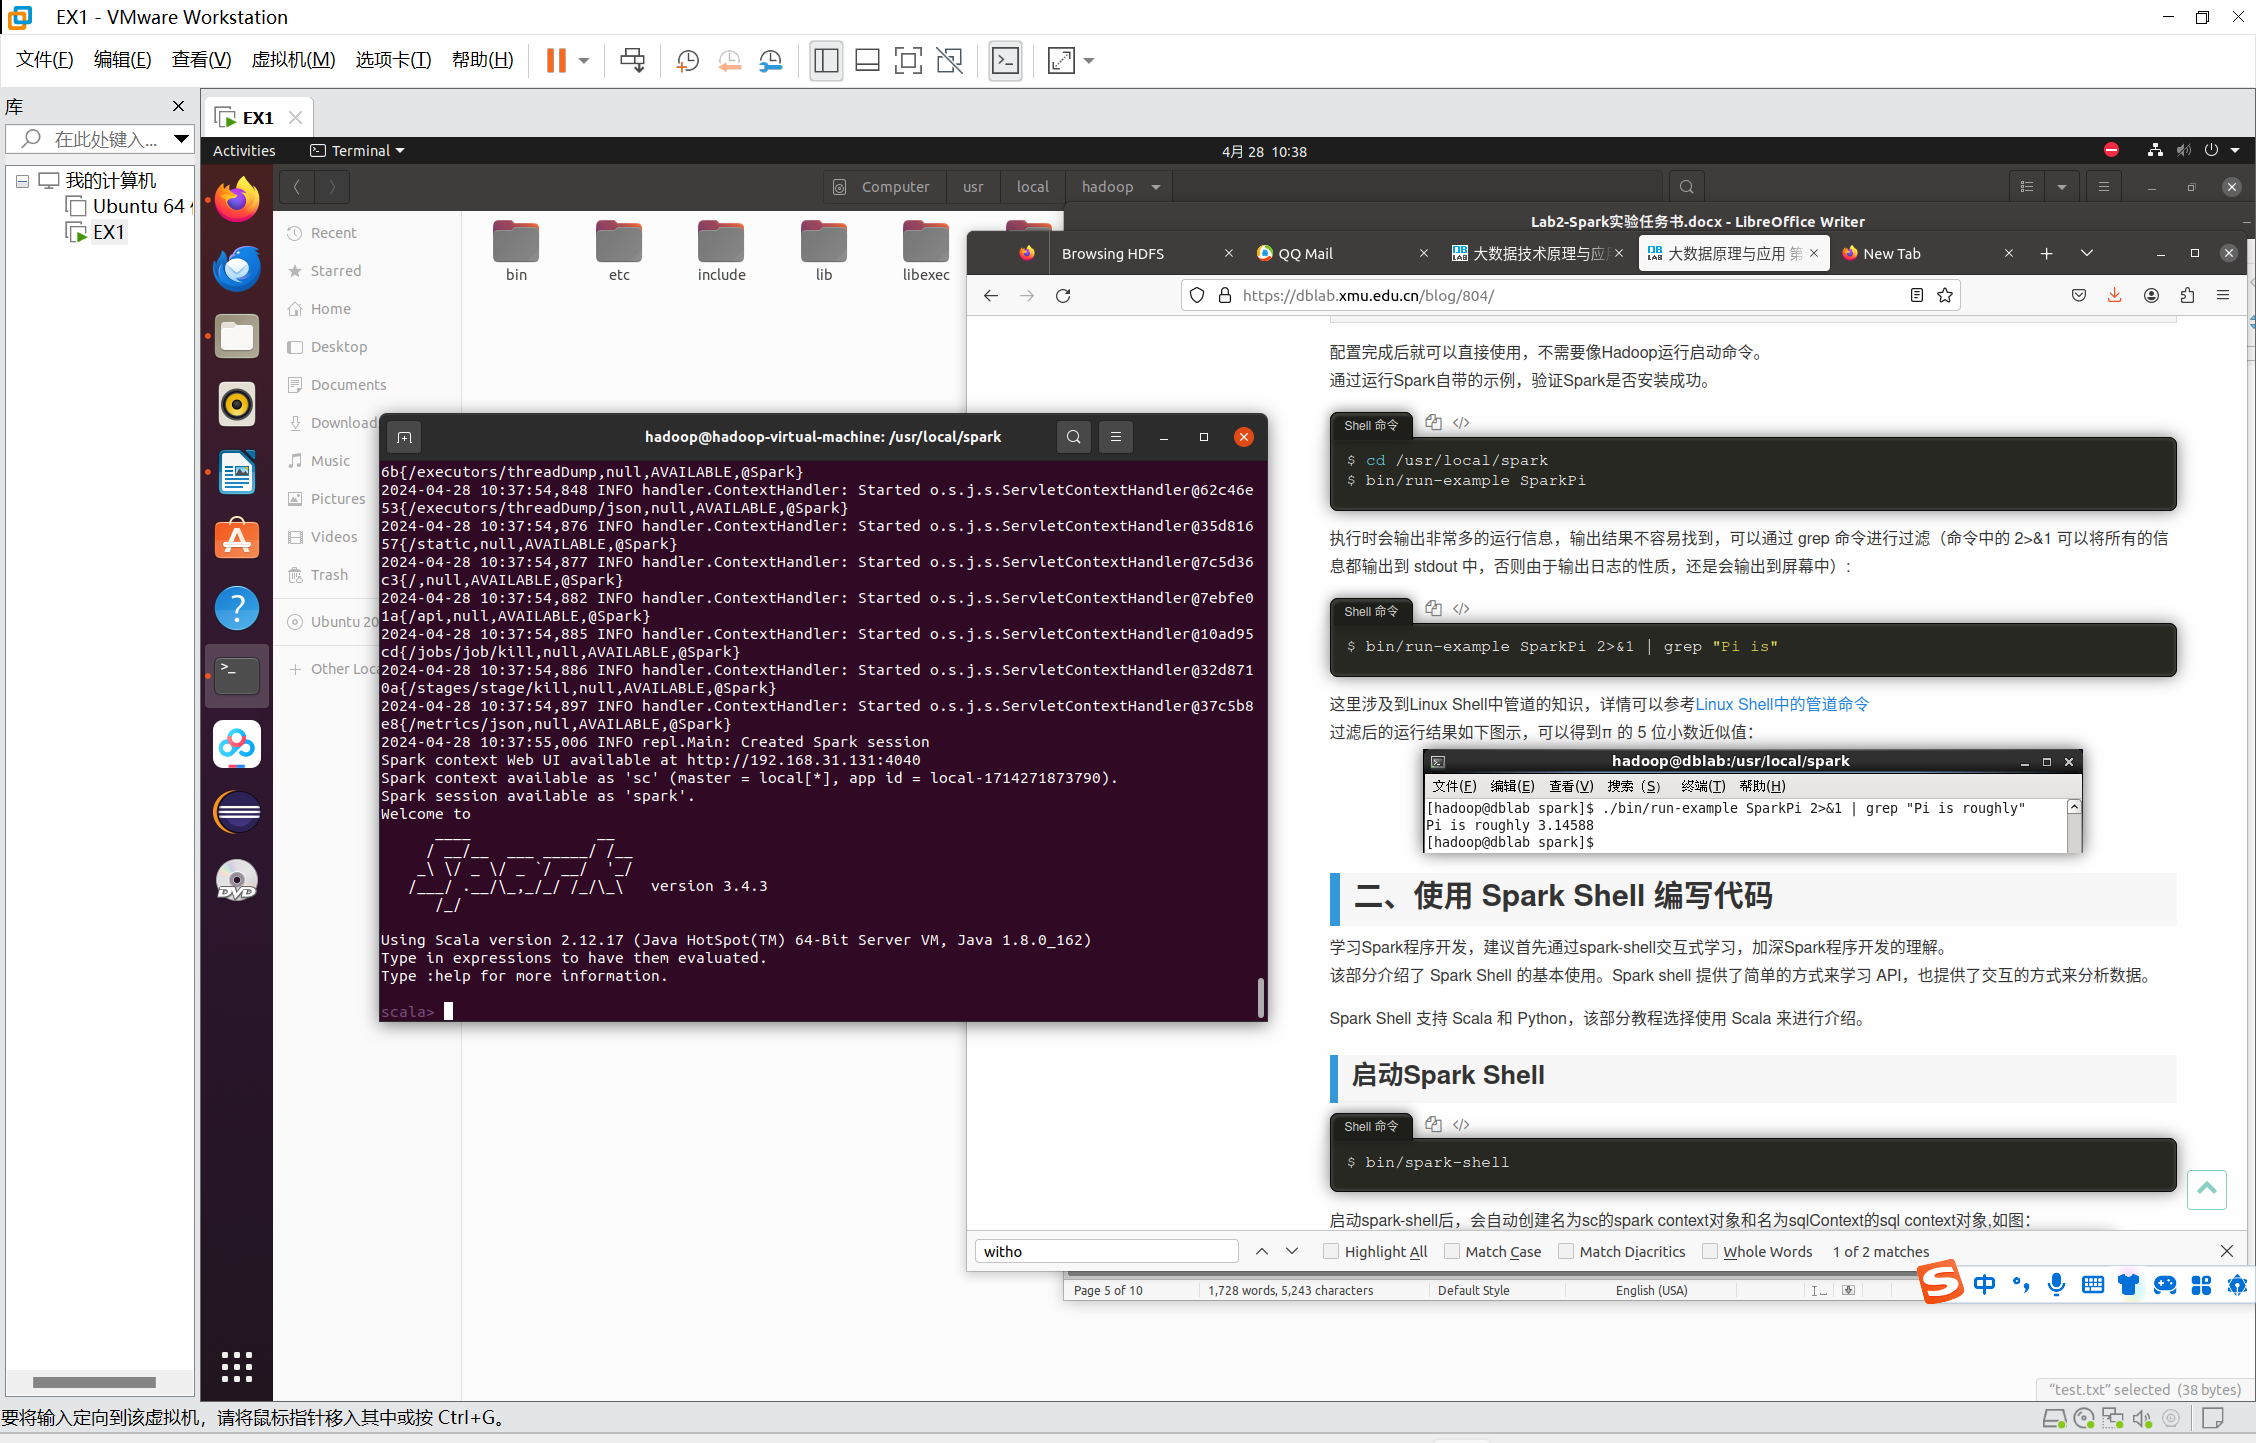 EX1 - VMware Workstation
文件(F) 编辑(E) 查看(V) 虚拟机(M) 选项卡(T) 帮助(H)
库
在此处键入...
我的计算机
Ubuntu 64
EX1
EX1
Activities Terminal 4月 28 10:38
Computer usr local hadoop
Recent
Starred
Home
Desktop
Documents
Download
Music
Pictures
Videos
Trash
Ubuntu 20
Other Loca
bin etc include lib libexec
Lab2-Spark实验任务书.docx - LibreOffice Writer
Browsing HDFS QQ Mail 大数据技术原理与应 大数据原理与应用 第 New Tab
https://dblab.xmu.edu.cn/blog/804/
hadoop@hadoop-virtual-machine: /usr/local/spark
6b{/executors/threadDump,null,AVAILABLE,@Spark}
2024-04-28 10:37:54,848 INFO handler.ContextHandler: Started o.s.j.s.ServletContextHandler@62c46e
53{/executors/threadDump/json,null,AVAILABLE,@Spark}
2024-04-28 10:37:54,876 INFO handler.ContextHandler: Started o.s.j.s.ServletContextHandler@35d816
57{/static,null,AVAILABLE,@Spark}
2024-04-28 10:37:54,877 INFO handler.ContextHandler: Started o.s.j.s.ServletContextHandler@7c5d36
c3{/,null,AVAILABLE,@Spark}
2024-04-28 10:37:54,882 INFO handler.ContextHandler: Started o.s.j.s.ServletContextHandler@7ebfe0
1a{/api,null,AVAILABLE,@Spark}
2024-04-28 10:37:54,885 INFO handler.ContextHandler: Started o.s.j.s.ServletContextHandler@10ad95
cd{/jobs/job/kill,null,AVAILABLE,@Spark}
2024-04-28 10:37:54,886 INFO handler.ContextHandler: Started o.s.j.s.ServletContextHandler@32d871
0a{/stages/stage/kill,null,AVAILABLE,@Spark}
2024-04-28 10:37:54,897 INFO handler.ContextHandler: Started o.s.j.s.ServletContextHandler@37c5b8
e8{/metrics/json,null,AVAILABLE,@Spark}
2024-04-28 10:37:55,006 INFO repl.Main: Created Spark session
Spark context Web UI available at http://192.168.31.131:4040
Spark context available as 'sc' (master = local[*], app id = local-1714271873790).
Spark session available as 'spark'.
Welcome to
Spark version 3.4.3
Using Scala version 2.12.17 (Java HotSpot(TM) 64-Bit Server VM, Java 1.8.0_162)
Type in expressions to have them evaluated.
Type :help for more information.
scala>
配置完成后就可以直接使用，不需要像Hadoop运行启动命令。
通过运行Spark自带的示例，验证Spark是否安装成功。
Shell 命令
$ cd /usr/local/spark
$ bin/run-example SparkPi
执行时会输出非常多的运行信息，输出结果不容易找到，可以通过 grep 命令进行过滤（命令中的 2>&1 可以将所有的信
息都输出到 stdout 中，否则由于输出日志的性质，还是会输出到屏幕中）:
Shell 命令
$ bin/run-example SparkPi 2>&1 | grep "Pi is"
这里涉及到Linux Shell中管道的知识，详情可以参考Linux Shell中的管道命令
过滤后的运行结果如下图示，可以得到π 的 5 位小数近似值：
hadoop@dblab:/usr/local/spark
文件(F) 编辑(E) 查看(V) 搜索 (S) 终端(T) 帮助(H)
[hadoop@dblab spark]$ ./bin/run-example SparkPi 2>&1 | grep "Pi is roughly"
Pi is roughly 3.14588
[hadoop@dblab spark]$
二、使用 Spark Shell 编写代码
学习Spark程序开发，建议首先通过spark-shell交互式学习，加深Spark程序开发的理解。
该部分介绍了 Spark Shell 的基本使用。Spark shell 提供了简单的方式来学习 API，也提供了交互的方式来分析数据。
Spark Shell 支持 Scala 和 Python，该部分教程选择使用 Scala 来进行介绍。
启动Spark Shell
Shell 命令
$ bin/spark-shell
启动spark-shell后，会自动创建名为sc的spark context对象和名为sqlContext的sql context对象,如图：
witho Highlight All Match Case Match Diacritics Whole Words 1 of 2 matches
Page 5 of 10 1,728 words, 5,243 characters Default Style English (USA)
中
"test.txt" selected (38 bytes)
要将输入定向到该虚拟机，请将鼠标指针移入其中或按 Ctrl+G。